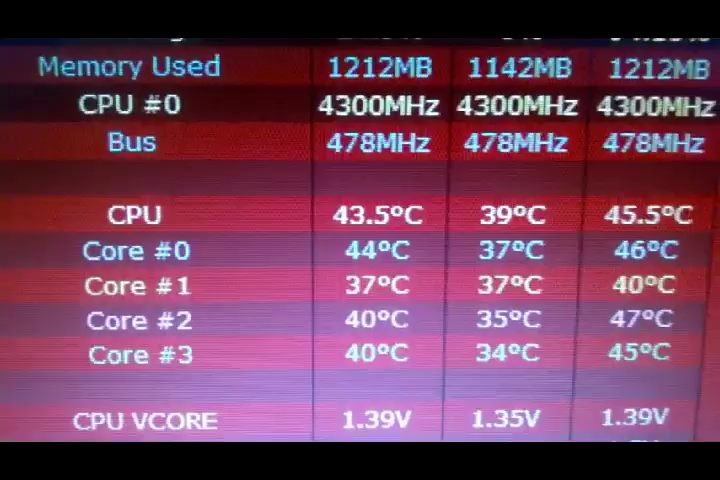 Memory Used 1212MB 1142MB 1212MB
CPU #0 4300MHz 4300MHz 4300MHz
Bus 478MHz 478MHz 478MHz
CPU 43.5°C 39°C 45.5°C
Core #0 44°C 37°C 46°C
Core #1 37°C 37°C 40°C
Core #2 40°C 35°C 47°C
Core #3 40°C 34°C 45°C
CPU VCORE 1.39V 1.35V 1.39V